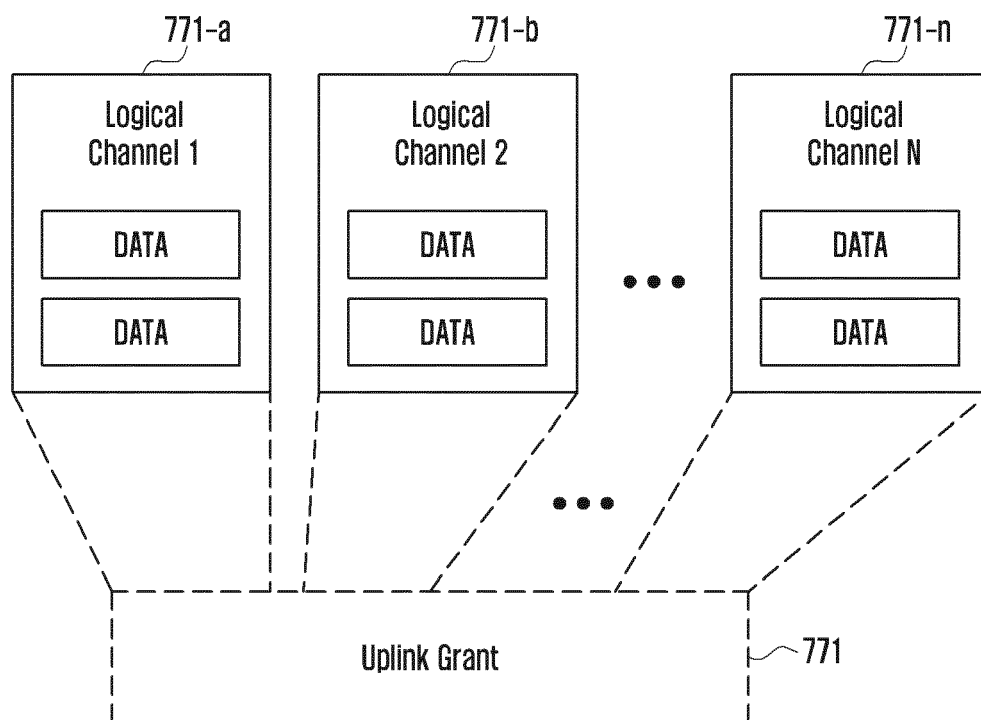 771-a
771-b
771-n
Logical
Channel 1
Logical
Channel 2
Logical
Channel N
DATA
DATA
DATA
DATA
DATA
DATA
Uplink Grant
771